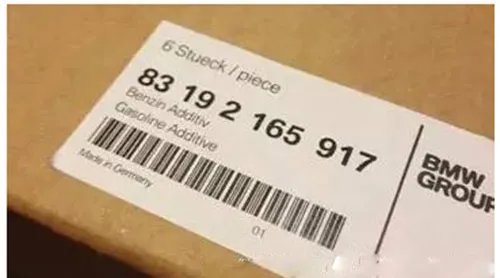 6 Stueck / piece
83 19 2 165 917
Benzin Additiv
Gasoline Additive
Made in Germany
01
BMW
GROUP